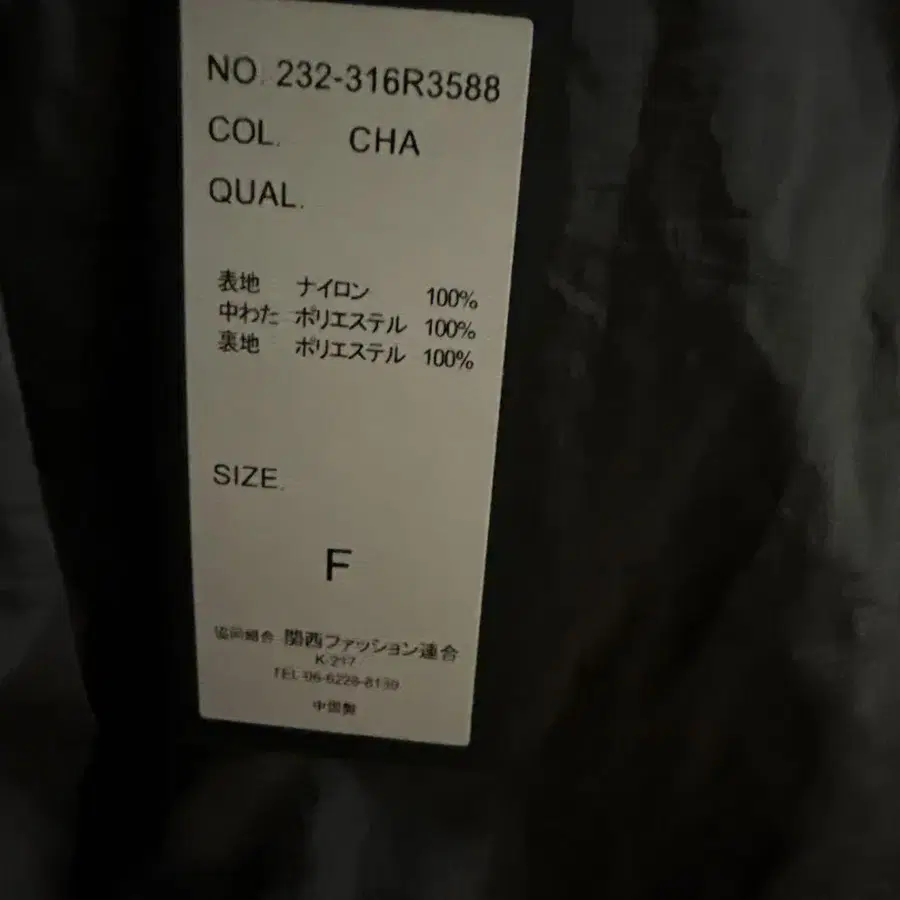 NO. 232-316R3588
COL. CHA
QUAL.
表地 ナイロン 100%
中わた ポリエステル 100%
裏地 ポリエステル 100%
SIZE.
F
協同組合 関西ファッション連合
K-217
TEL 06-6228-8139
中国製